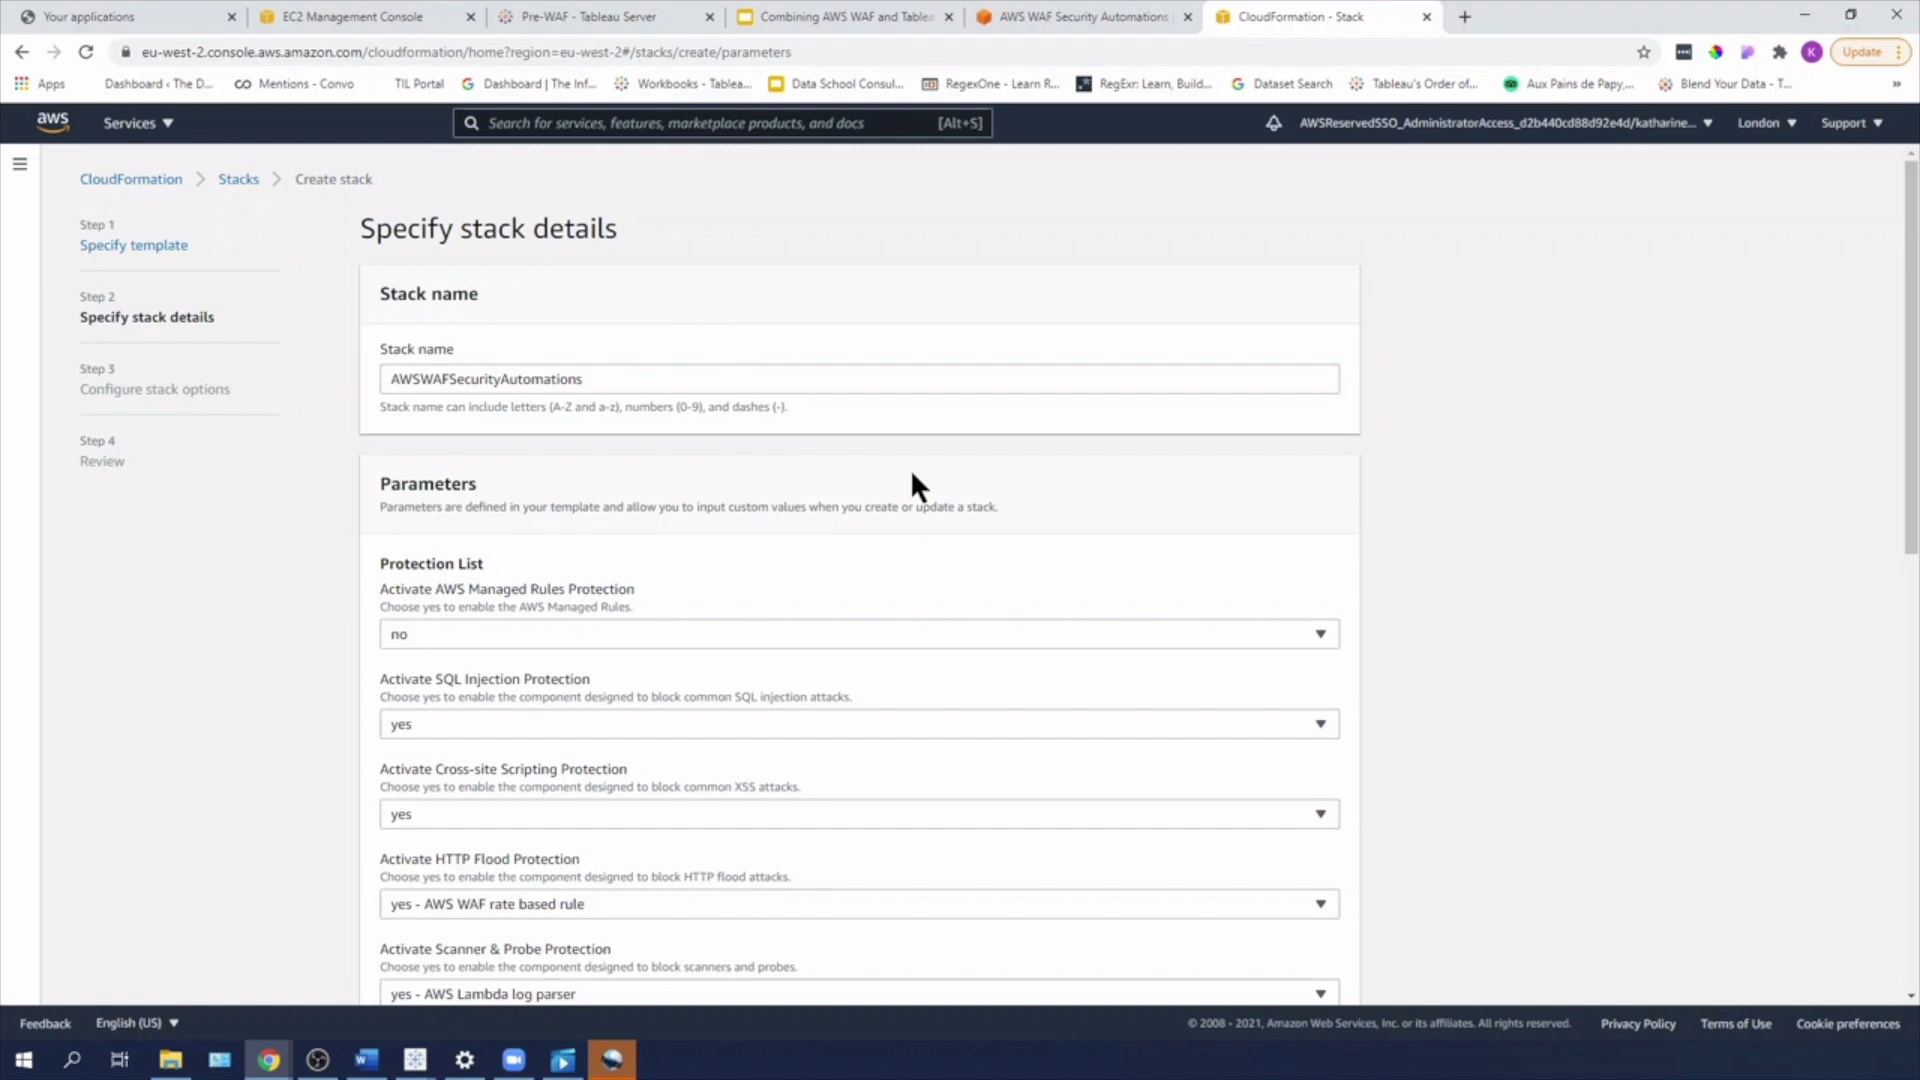 Your applications
EC2 Management Console
Pre-WAF - Tableau Server
Combining AWS WAF and Tablea
AWS WAF Security Automations
CloudFormation - Stack
eu-west-2.console.aws.amazon.com/cloudformation/home?region=eu-west-2#/stacks/create/parameters
K
Update
Apps
Dashboard ‹ The D...
Mentions - Convo
TIL Portal
Dashboard | The Inf...
Workbooks - Tablea...
Data School Consul...
RegexOne - Learn R...
RegExr: Learn, Build...
Dataset Search
Tableau's Order of...
Aux Pains de Papy,...
Blend Your Data - T...
»
aws
Services
Search for services, features, marketplace products, and docs
[Alt+S]
AWSReservedSSO_AdministratorAccess_d2b440cd88d92e4d/katharine...
London
Support
CloudFormation
Stacks
Create stack
Step 1
Specify template
Step 2
Specify stack details
Step 3
Configure stack options
Step 4
Review
Specify stack details
Stack name
Stack name
AWSWAFSecurityAutomations
Stack name can include letters (A-Z and a-z), numbers (0-9), and dashes (-).
Parameters
Parameters are defined in your template and allow you to input custom values when you create or update a stack.
Protection List
Activate AWS Managed Rules Protection
Choose yes to enable the AWS Managed Rules.
no
Activate SQL Injection Protection
Choose yes to enable the component designed to block common SQL injection attacks.
yes
Activate Cross-site Scripting Protection
Choose yes to enable the component designed to block common XSS attacks.
yes
Activate HTTP Flood Protection
Choose yes to enable the component designed to block HTTP flood attacks.
yes - AWS WAF rate based rule
Activate Scanner & Probe Protection
Choose yes to enable the component designed to block scanners and probes.
yes - AWS Lambda log parser
Feedback
English (US)
© 2008 - 2021, Amazon Web Services, Inc. or its affiliates. All rights reserved.
Privacy Policy
Terms of Use
Cookie preferences